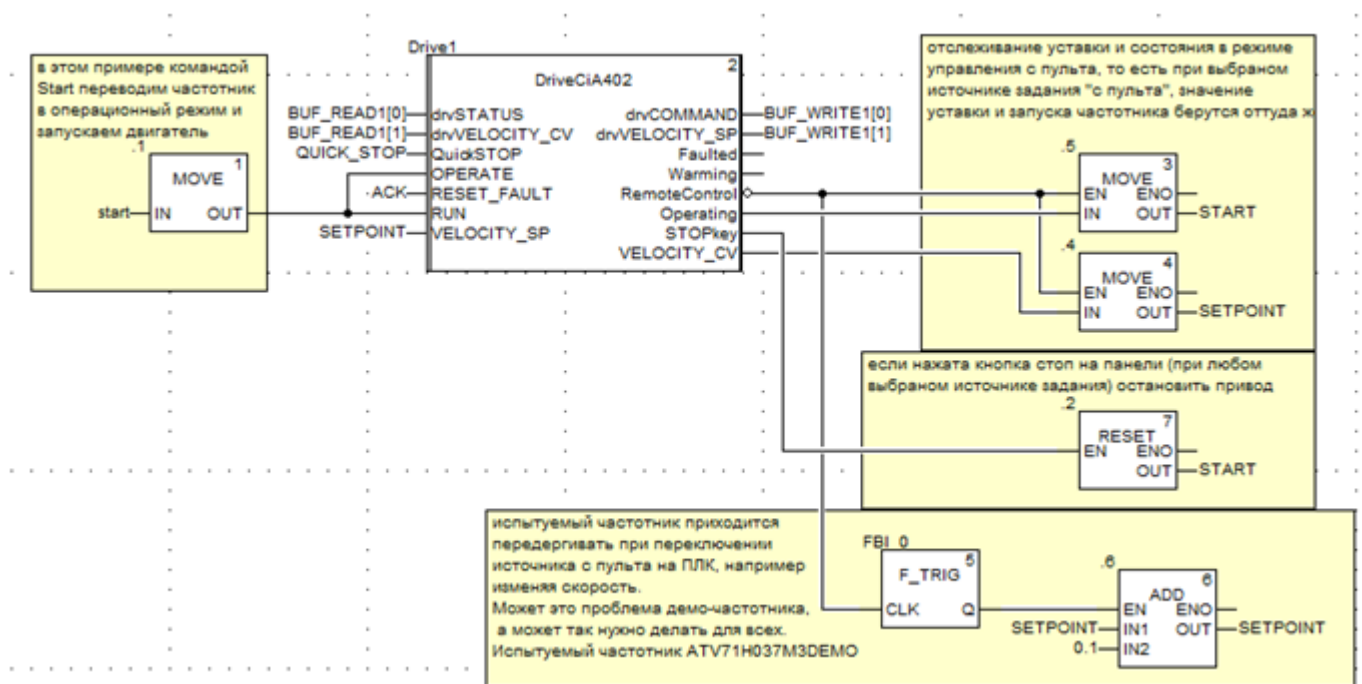 в этом примере командой
Start переводим частотник
в операционный режим и
запускаем двигатель
.1
1
MOVE
start
IN OUT
Drive1
2
DriveCiA402
BUF_READ1[0] drvSTATUS drvCOMMAND BUF_WRITE1[0]
BUF_READ1[1] drvVELOCITY_CV drvVELOCITY_SP BUF_WRITE1[1]
QUICK_STOP QuickSTOP Faulted
OPERATE Warning
ACK RESET_FAULT RemoteControl
RUN Operating
SETPOINT VELOCITY_SP STOPkey
VELOCITY_CV
отслеживание уставки и состояния в режиме
управления с пульта, то есть при выбраном
источнике задания "с пульта", значение
уставки и запуска частотника берутся оттуда ж
.5
3
MOVE
EN ENO
IN OUT START
.4
4
MOVE
EN ENO
IN OUT SETPOINT
если нажата кнопка стоп на панели (при любом
выбраном источнике задания) остановить привод
.2
7
RESET
EN ENO
OUT START
испытуемый частотник приходится
передергивать при переключении
источника с пульта на ПЛК, например
изменяя скорость.
Может это проблема демо-частотника,
а может так нужно делать для всех.
Испытуемый частотник ATV71H037M3DEMO
FBI_0
5
F_TRIG
CLK Q
.6
6
ADD
EN ENO
SETPOINT IN1 OUT SETPOINT
0.1 IN2